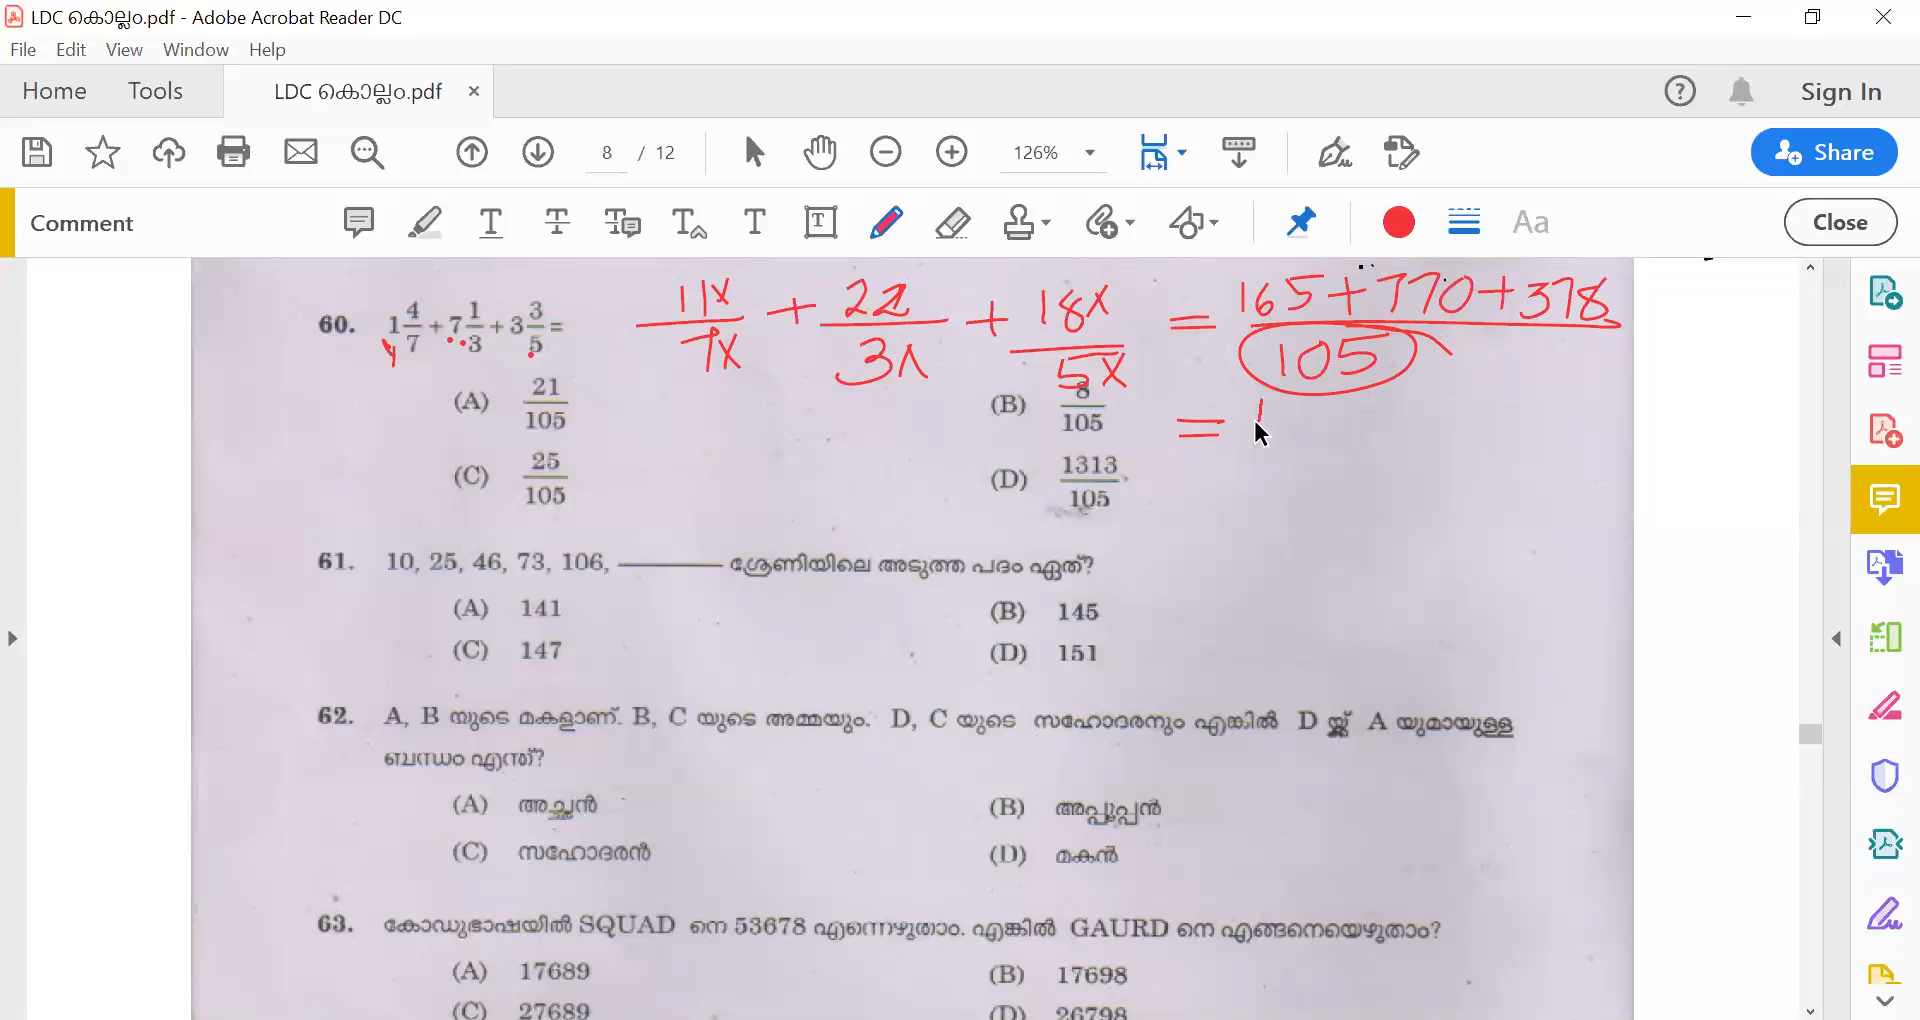 LDC കൊല്ലം.pdf - Adobe Acrobat Reader DC
File Edit View Window Help
Home Tools LDC കൊല്ലം.pdf × Sign In
8 / 12 126% Share
Comment Aa Close
60. 1 4/7 + 7 1/3 + 3 3/5 =
11x/7x + 22/3 + 18x/5x = 165+770+378/105
(A) 21/105 (B) 8/105
=
(C) 25/105 (D) 1313/105
61. 10, 25, 46, 73, 106, ——— ശ്രേണിയിലെ അടുത്ത പദം ഏത്?
(A) 141 (B) 145
(C) 147 (D) 151
62. A, B യുടെ മകളാണ്. B, C യുടെ അമ്മയും. D, C യുടെ സഹോദരനും എങ്കിൽ D യ്ക്ക് A യുമായുള്ള
ബന്ധം എന്ത്?
(A) അച്ഛൻ (B) അപ്പൂപ്പൻ
(C) സഹോദരൻ (D) മകൻ
63. കോഡുഭാഷയിൽ SQUAD നെ 53678 എന്നെഴുതാം. എങ്കിൽ GAURD നെ എങ്ങനെയെഴുതാം?
(A) 17689 (B) 17698
(C) 27689 (D) 26798